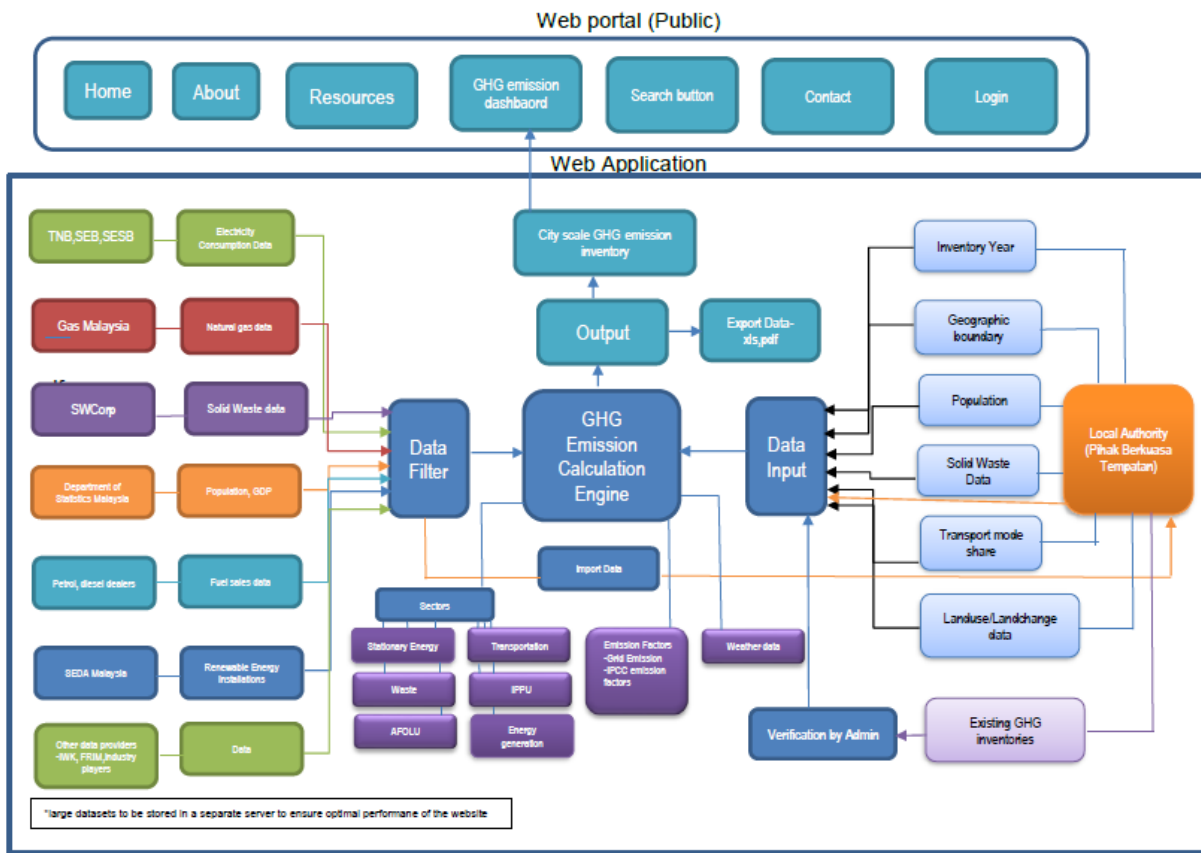 Web portal (Public)
Home
About
Resources
GHG emission
dashbaord
Search button
Contact
Login
Web Application
TNB,SEB,SESB
Electricity
Consumption Data
City scale GHG emission
inventory
Inventory Year
Gas Malaysia
Natural gas data
Output
Export Data-
xls,pdf
Geographic
boundary
SWCorp
Solid Waste data
Data
Filter
GHG
Emission
Calculation
Engine
Data
Input
Population
Local Authority
(Pihak Berkuasa
Tempatan)
Department of
Statistics Malaysia
Population, GDP
Solid Waste
Data
Transport mode
share
Petrol, diesel dealers
Fuel sales data
Import Data
Landuse/Landchange
data
Sectors
Stationary Energy
Transportation
Emission Factors
-Grid Emission
-IPCC emission
factors
Weather data
SEDA Malaysia
Renewable Energy
Installations
Waste
IPPU
AFOLU
Energy
generation
Verification by Admin
Existing GHG
inventories
Other data providers
-IWK, FRIM,Industry
players
Data
*large datasets to be stored in a separate server to ensure optimal performane of the website